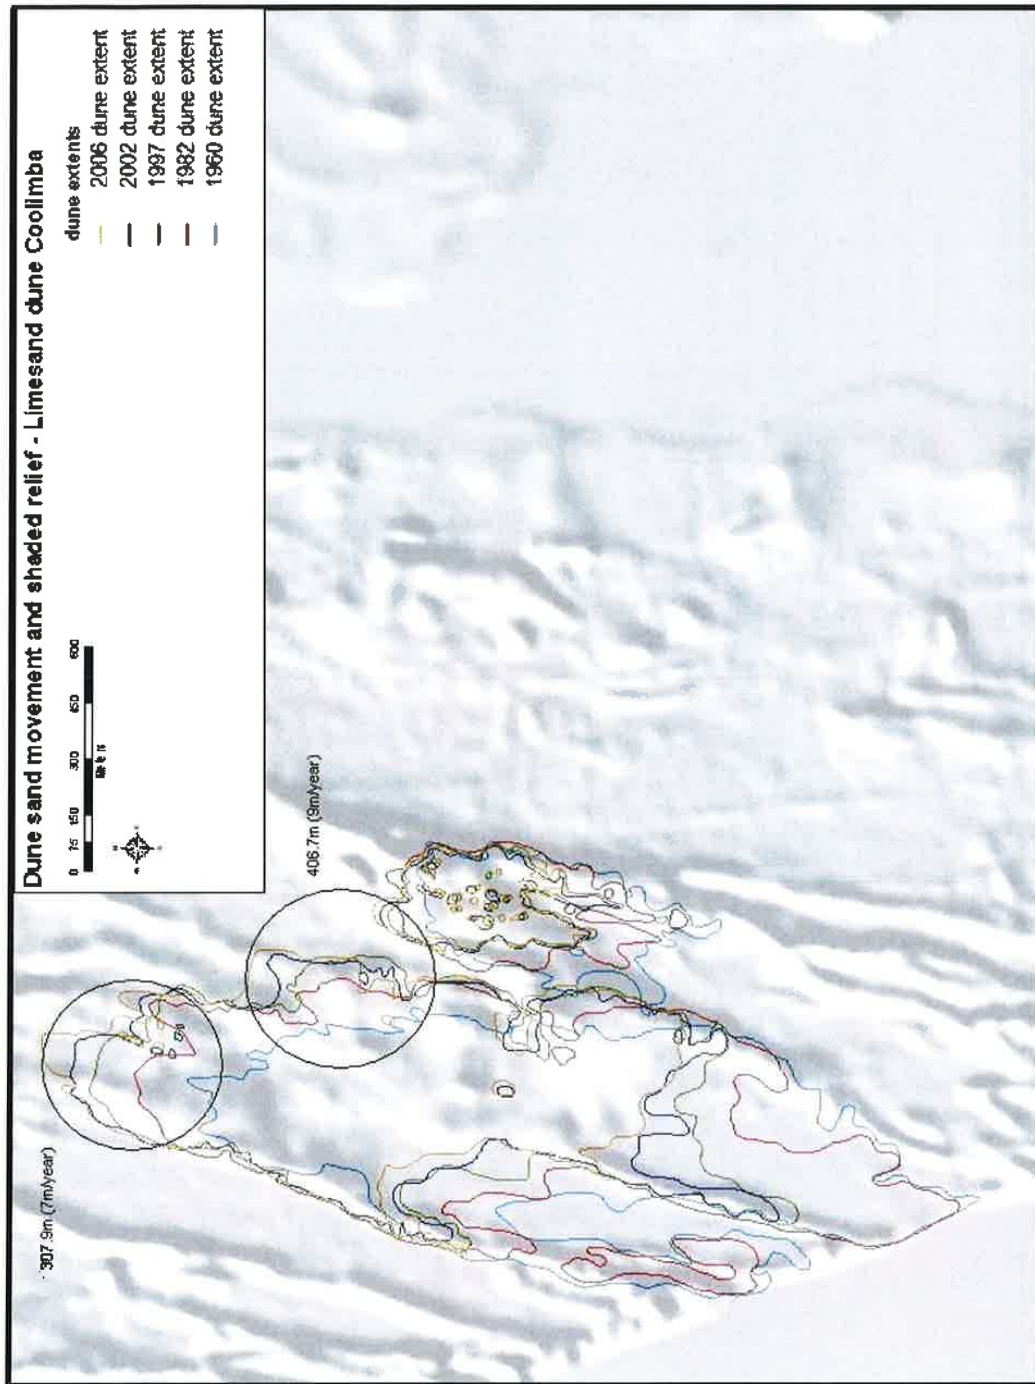 Dune sand movement and shaded relief - Limesand dune Coolimba
0 75 150 300 450 600
dune extents
2006 dune extent
2002 dune extent
1997 dune extent
1982 dune extent
1960 dune extent
307.9m (7m/year)
406.7m (9m/year)